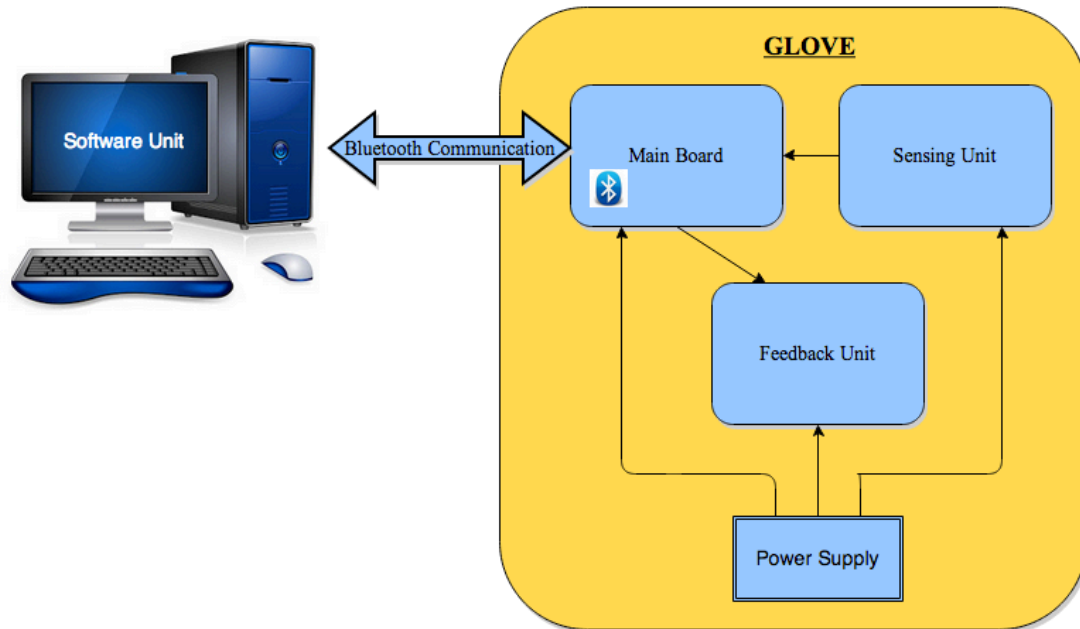 GLOVE
Software Unit
Bluetooth Communication
Main Board
Sensing Unit
Feedback Unit
Power Supply